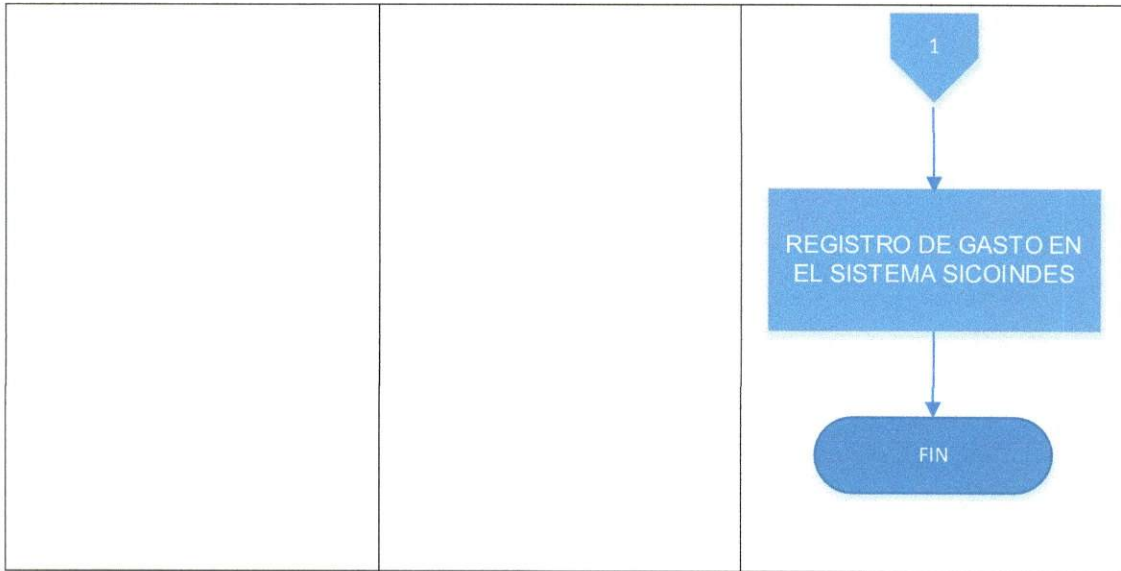 1
REGISTRO DE GASTO EN
EL SISTEMA SICOINDES
FIN